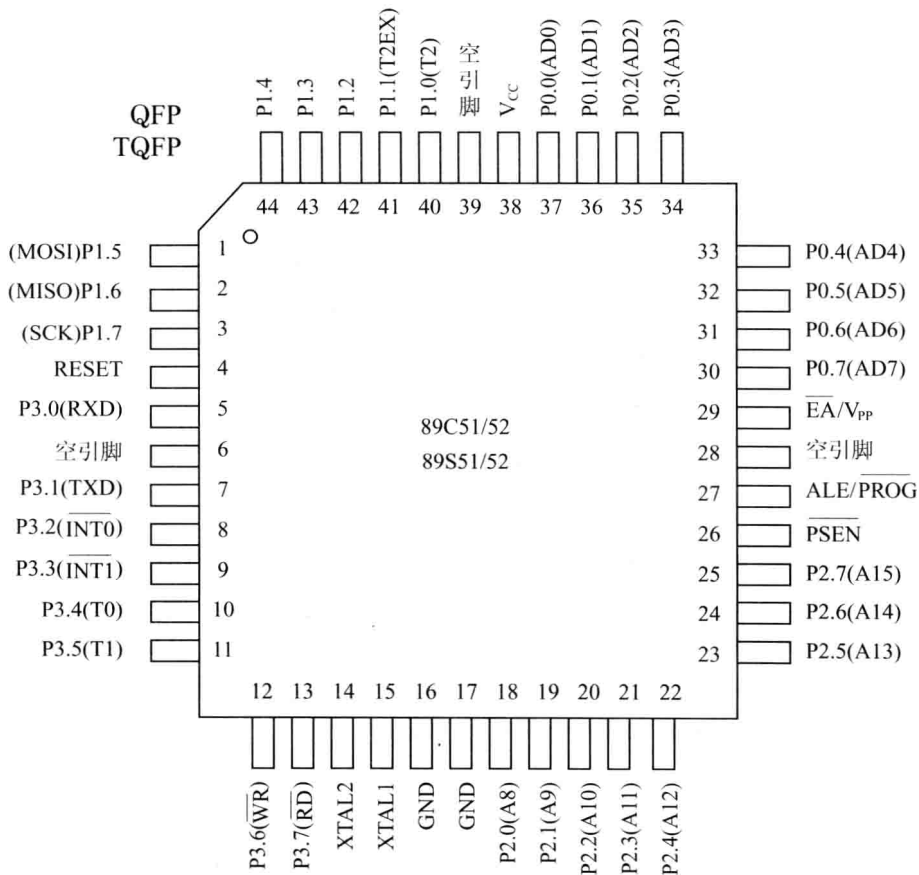 QFP
TQFP
P1.4
P1.3
P1.2
P1.1(T2EX)
P1.0(T2)
空引脚
VCC
P0.0(AD0)
P0.1(AD1)
P0.2(AD2)
P0.3(AD3)
44 43 42 41 40 39 38 37 36 35 34
(MOSI)P1.5 1
(MISO)P1.6 2
(SCK)P1.7 3
RESET 4
P3.0(RXD) 5
空引脚 6
P3.1(TXD) 7
P3.2(I̅N̅T̅0̅) 8
P3.3(I̅N̅T̅1̅) 9
P3.4(T0) 10
P3.5(T1) 11
89C51/52
89S51/52
33 P0.4(AD4)
32 P0.5(AD5)
31 P0.6(AD6)
30 P0.7(AD7)
29 E̅A̅/VPP
28 空引脚
27 ALE/P̅R̅O̅G̅
26 P̅S̅E̅N̅
25 P2.7(A15)
24 P2.6(A14)
23 P2.5(A13)
12 13 14 15 16 17 18 19 20 21 22
P3.6(W̅R̅)
P3.7(R̅D̅)
XTAL2
XTAL1
GND
GND
P2.0(A8)
P2.1(A9)
P2.2(A10)
P2.3(A11)
P2.4(A12)